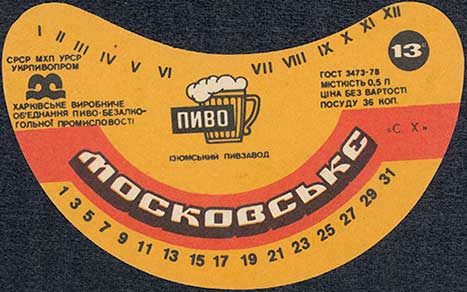 I II III IV V VI VII VIII IX X XI XII
СРСР МХП УРСР
УКРПИВОПРОМ
ХАРКІВСЬКЕ ВИРОБНИЧЕ
ОБ'ЄДНАННЯ ПИВО-БЕЗАЛКО-
ГОЛЬНОЇ ПРОМИСЛОВОСТІ
ПИВО
ІЗЮМСЬКИЙ ПИВЗАВОД
13%
ГОСТ 3473-78
МІСТКІСТЬ 0,5 Л
ЦІНА БЕЗ ВАРТОСТІ
ПОСУДУ 36 КОП.
«С Х.»
МОСКОВСЬКЕ
1 3 5 7 9 11 13 15 17 19 21 23 25 27 29 31